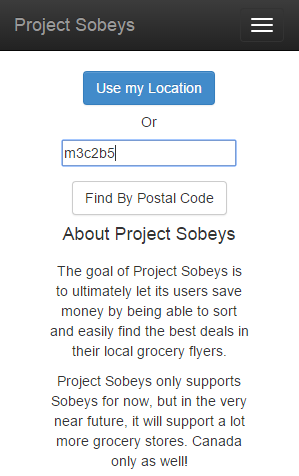 Project Sobeys
Use my Location
Or
m3c2b5
Find By Postal Code
About Project Sobeys
The goal of Project Sobeys is
to ultimately let its users save
money by being able to sort
and easily find the best deals in
their local grocery flyers.
Project Sobeys only supports
Sobeys for now, but in the very
near future, it will support a lot
more grocery stores. Canada
only as well!